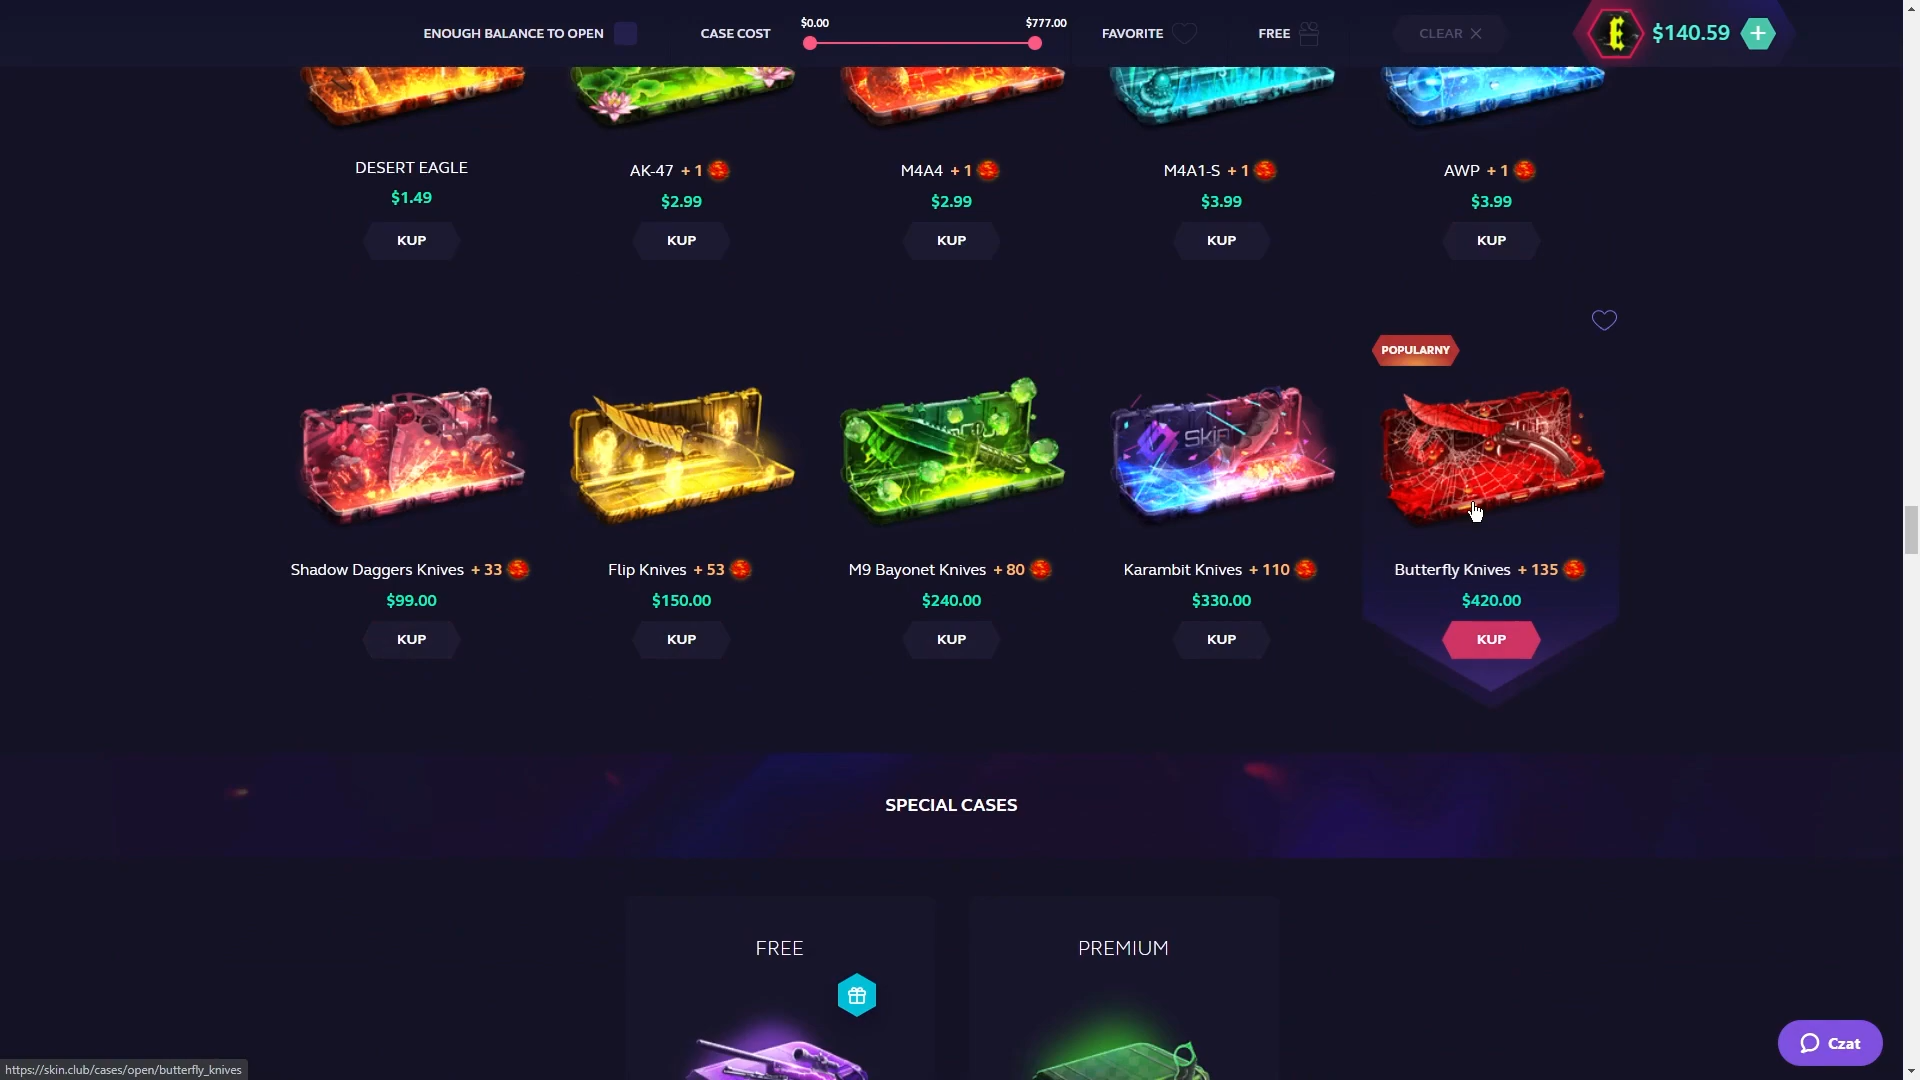 ENOUGH BALANCE TO OPEN
CASE COST
$0.00
$777.00
FAVORITE
FREE
CLEAR
$140.59
DESERT EAGLE
$1.49
KUP
AK-47 + 1
$2.99
KUP
M4A4 + 1
$2.99
KUP
M4A1-S + 1
$3.99
KUP
AWP + 1
$3.99
KUP
POPULARNY
Shadow Daggers Knives + 33
$99.00
KUP
Flip Knives + 53
$150.00
KUP
M9 Bayonet Knives + 80
$240.00
KUP
Karambit Knives + 110
$330.00
KUP
Butterfly Knives + 135
$420.00
KUP
SPECIAL CASES
FREE
PREMIUM
Czat
https://skin.club/cases/open/butterfly_knives